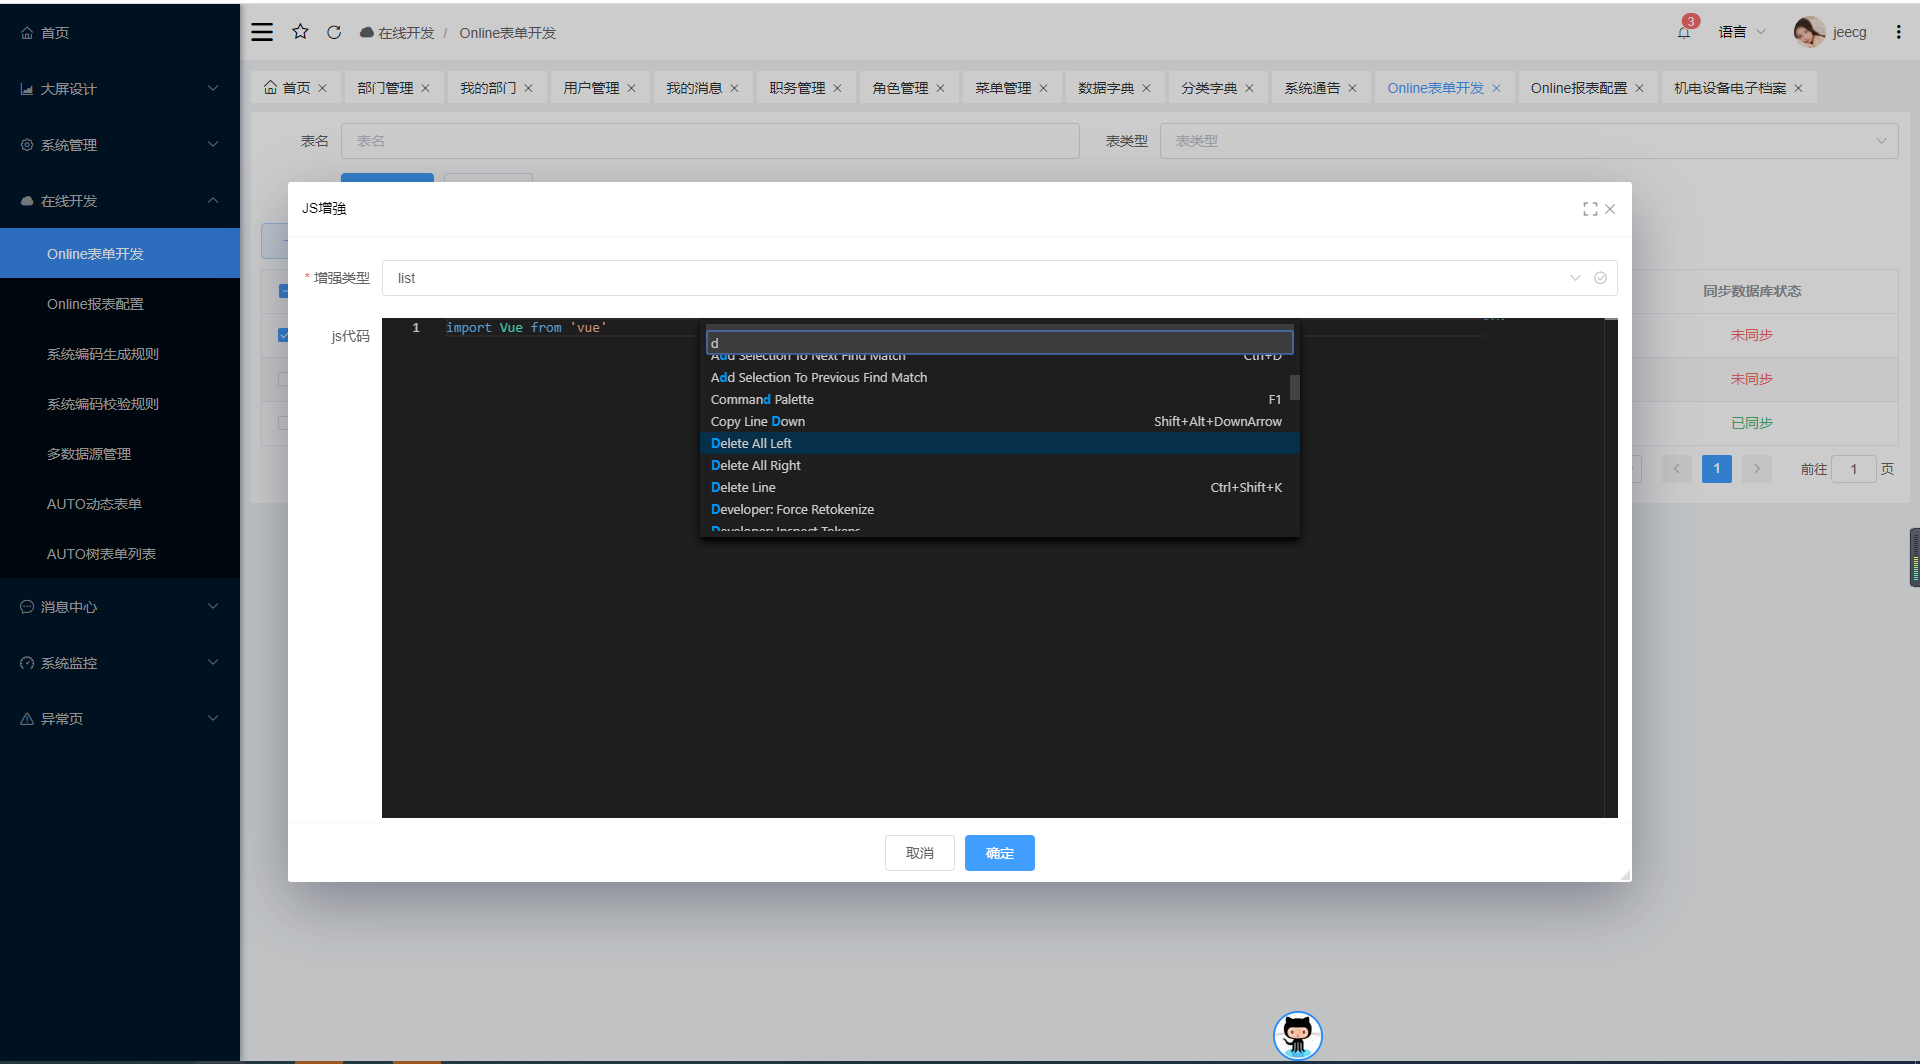 首页
大屏设计
系统管理
在线开发
Online表单开发
Online报表配置
系统编码生成规则
系统编码校验规则
多数据源管理
AUTO动态表单
AUTO树表单列表
消息中心
系统监控
异常页
在线开发 / Online表单开发
3
语言
jeecg
首页 部门管理 我的部门 用户管理 我的消息 职务管理 角色管理 菜单管理 数据字典 分类字典 系统通告 Online表单开发 Online报表配置 机电设备电子档案
表名 表名 表类型 表类型
JS增强
* 增强类型 list
js代码
1 import Vue from 'vue'
d
Add Selection To Next Find Match Ctrl+D
Add Selection To Previous Find Match
Command Palette F1
Copy Line Down Shift+Alt+DownArrow
Delete All Left
Delete All Right
Delete Line Ctrl+Shift+K
Developer: Force Retokenize
Developer: Inspect Tokens
取消 确定
同步数据库状态
未同步
未同步
已同步
1 前往 1 页